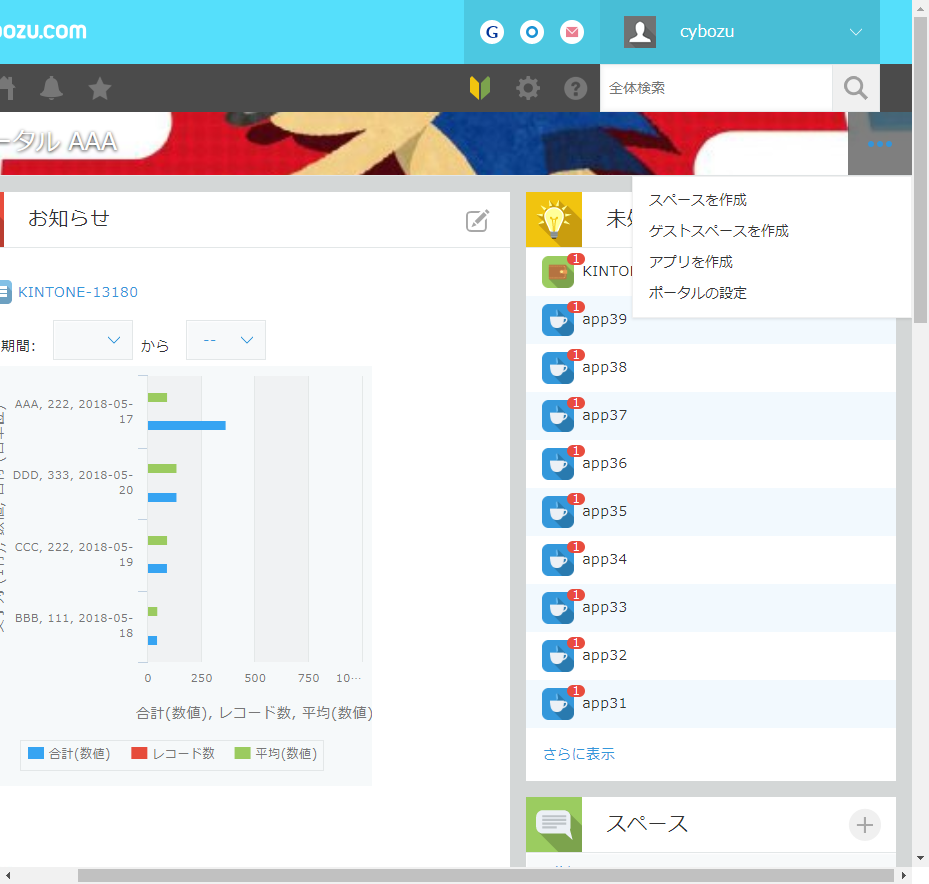 ozu.com
G
cybozu
全体検索
ータル AAA
スペースを作成
ゲストスペースを作成
アプリを作成
ポータルの設定
お知らせ
未
KINTONE-13180
期間:
から
--
AAA, 222, 2018-05-
17
DDD, 333, 2018-05-
20
CCC, 222, 2018-05-
19
BBB, 111, 2018-05-
18
0 250 500 750 10…
合計(数値), レコード数, 平均(数値)
合計(数値) レコード数 平均(数値)
1
KINTO
1
app39
1
app38
1
app37
1
app36
1
app35
1
app34
1
app33
1
app32
1
app31
さらに表示
スペース